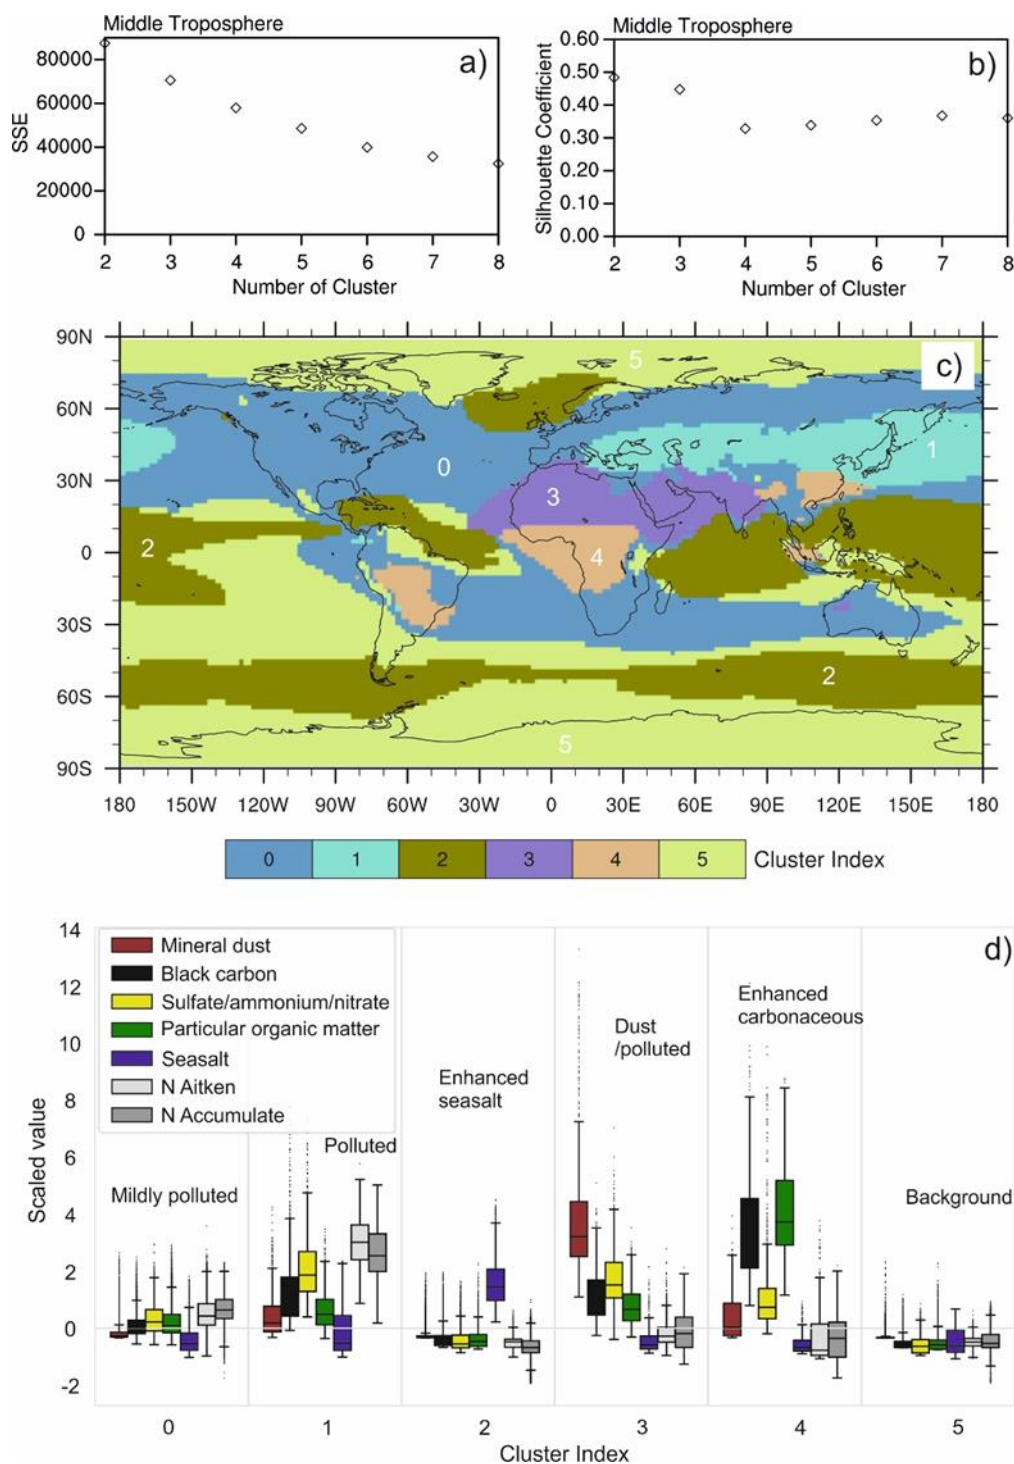 Middle Troposphere
a)
80000
60000
40000
20000
0
SSE
2 3 4 5 6 7 8
Number of Cluster
Middle Troposphere
b)
0.60
0.50
0.40
0.30
0.20
0.10
0.00
Silhouette Coefficient
2 3 4 5 6 7 8
Number of Cluster
c)
90N
60N
30N
0
30S
60S
90S
5
0
1
3
2
4
2
5
180 150W 120W 90W 60W 30W 0 30E 60E 90E 120E 150E 180
0 1 2 3 4 5 Cluster Index
d)
14
12
10
8
6
4
2
0
-2
Scaled value
Mineral dust
Black carbon
Sulfate/ammonium/nitrate
Particular organic matter
Seasalt
N Aitken
N Accumulate
Mildly polluted
Polluted
Enhanced
seasalt
Dust
/polluted
Enhanced
carbonaceous
Background
0 1 2 3 4 5
Cluster Index